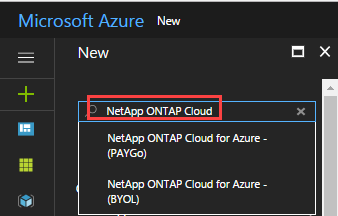 Microsoft Azure New
New
NetApp ONTAP Cloud
NetApp ONTAP Cloud for Azure -
(PAYGo)
NetApp ONTAP Cloud for Azure -
(BYOL)